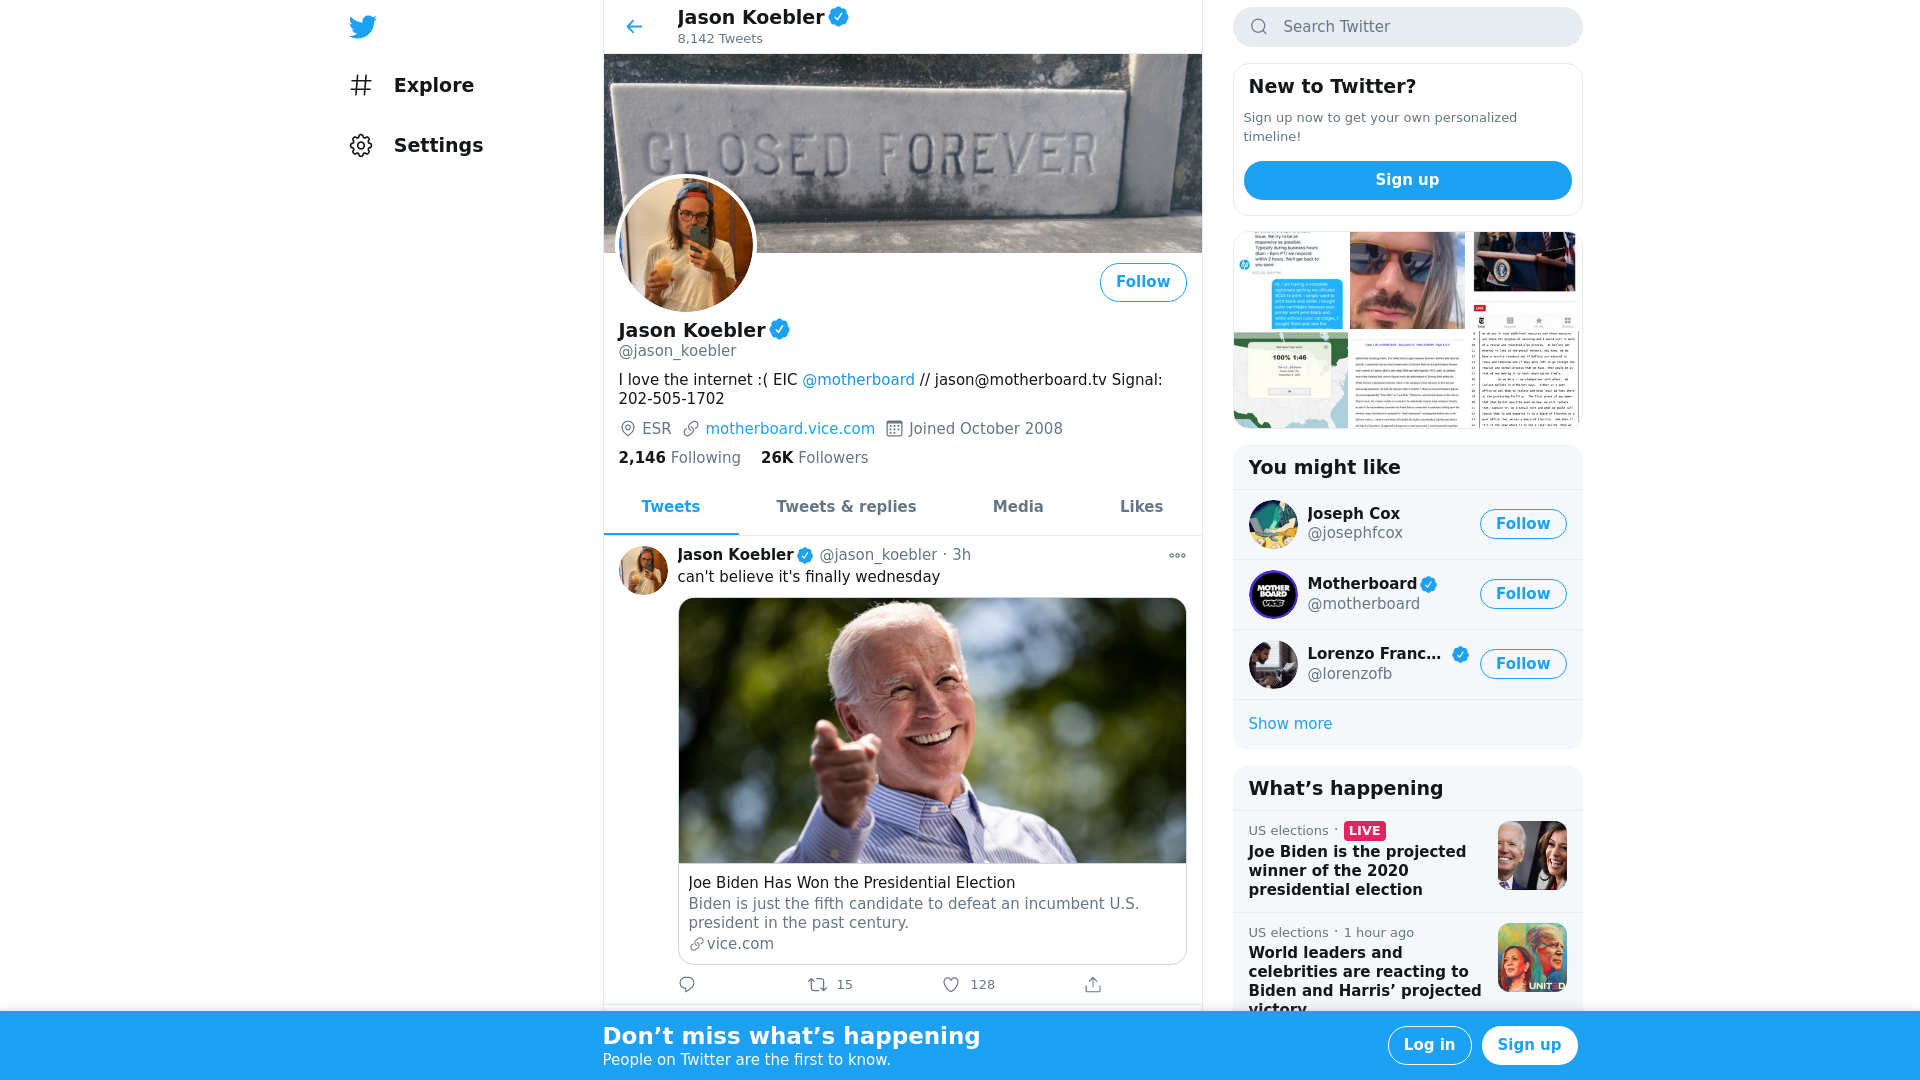 Jason Koebler
8,142 Tweets
Explore
Settings
CLOSED FOREVER
Follow
Jason Koebler
@jason_koebler
I love the internet :( EIC @motherboard // jason@motherboard.tv Signal:
202-505-1702
ESR motherboard.vice.com Joined October 2008
2,146 Following 26K Followers
Tweets Tweets & replies Media Likes
Jason Koebler @jason_koebler · 3h
can't believe it's finally wednesday
Joe Biden Has Won the Presidential Election
Biden is just the fifth candidate to defeat an incumbent U.S.
president in the past century.
vice.com
15 128
Search Twitter
New to Twitter?
Sign up now to get your own personalized
timeline!
Sign up
100% 1:46
You might like
Joseph Cox
@josephfcox
Follow
MOTHER
BOARD
VICE
Motherboard
@motherboard
Follow
Lorenzo Franc...
@lorenzofb
Follow
Show more
What’s happening
US elections · LIVE
Joe Biden is the projected
winner of the 2020
presidential election
US elections · 1 hour ago
World leaders and
celebrities are reacting to
Biden and Harris’ projected
victory
Don’t miss what’s happening
People on Twitter are the first to know.
Log in
Sign up